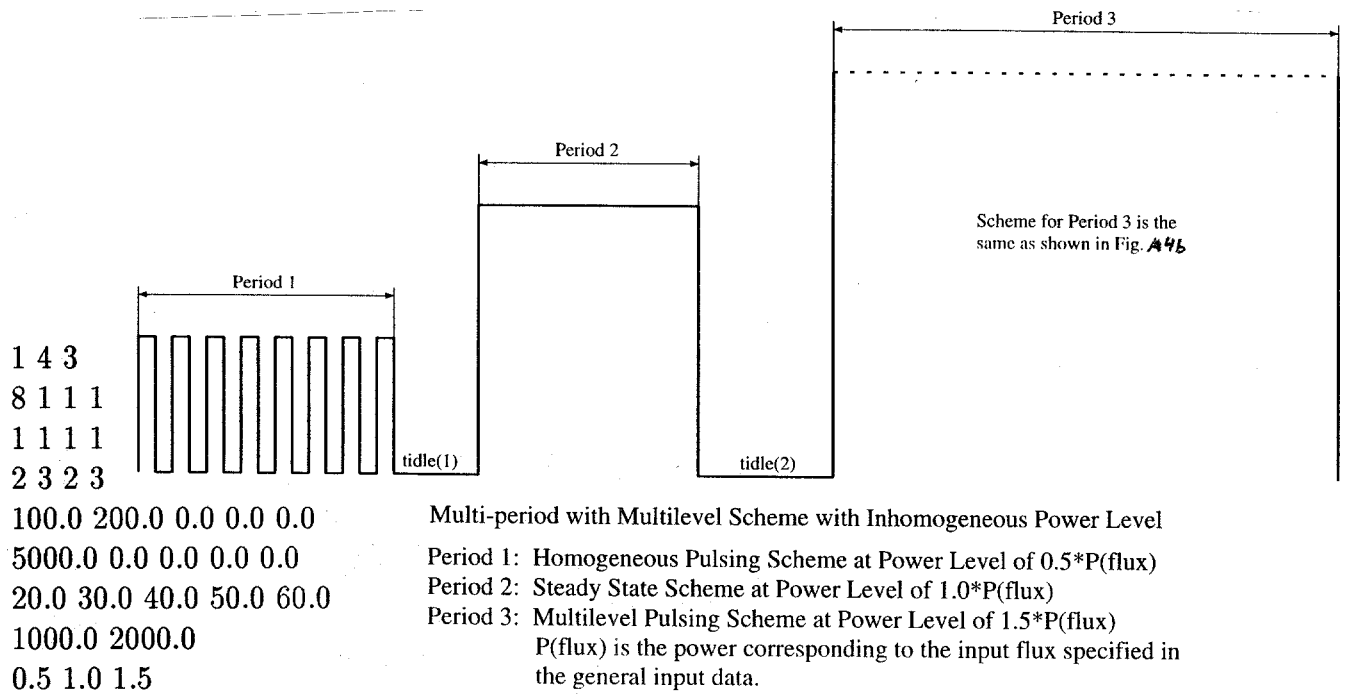 Period 3
Period 2
Scheme for Period 3 is the
same as shown in Fig. A4b
Period 1
1 4 3
8 1 1 1
1 1 1 1
2 3 2 3
tidle(1)
tidle(2)
100.0 200.0 0.0 0.0 0.0
5000.0 0.0 0.0 0.0 0.0
20.0 30.0 40.0 50.0 60.0
1000.0 2000.0
0.5 1.0 1.5
Multi-period with Multilevel Scheme with Inhomogeneous Power Level
Period 1: Homogeneous Pulsing Scheme at Power Level of 0.5*P(flux)
Period 2: Steady State Scheme at Power Level of 1.0*P(flux)
Period 3: Multilevel Pulsing Scheme at Power Level of 1.5*P(flux)
P(flux) is the power corresponding to the input flux specified in
the general input data.